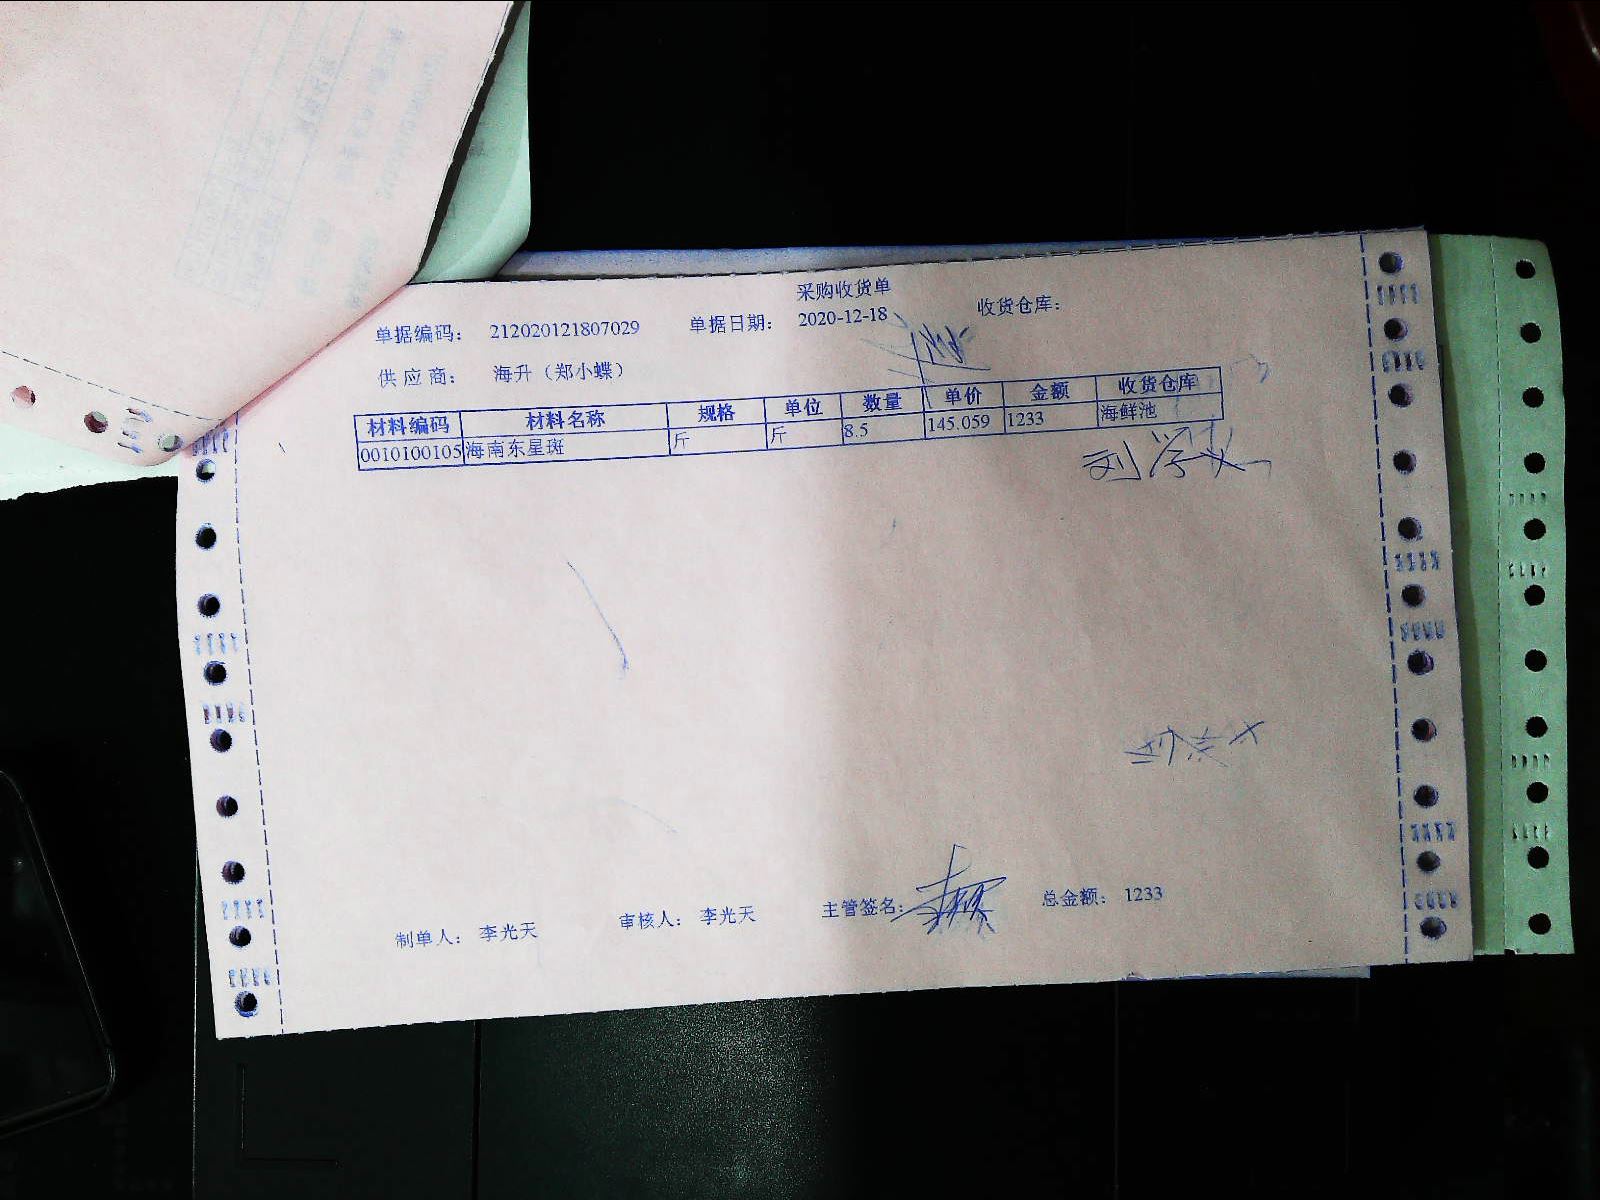 采购收货单
单据编码： 212020121807029 单据日期： 2020-12-18 收货仓库：
供 应 商： 海升（郑小蝶）
材料编码 材料名称 规格 单位 数量 单价 金额 收货仓库
0010100105 海南东星斑 斤 斤 8.5 145.059 1233 海鲜池
制单人： 李光天 审核人： 李光天 主管签名： 总金额： 1233